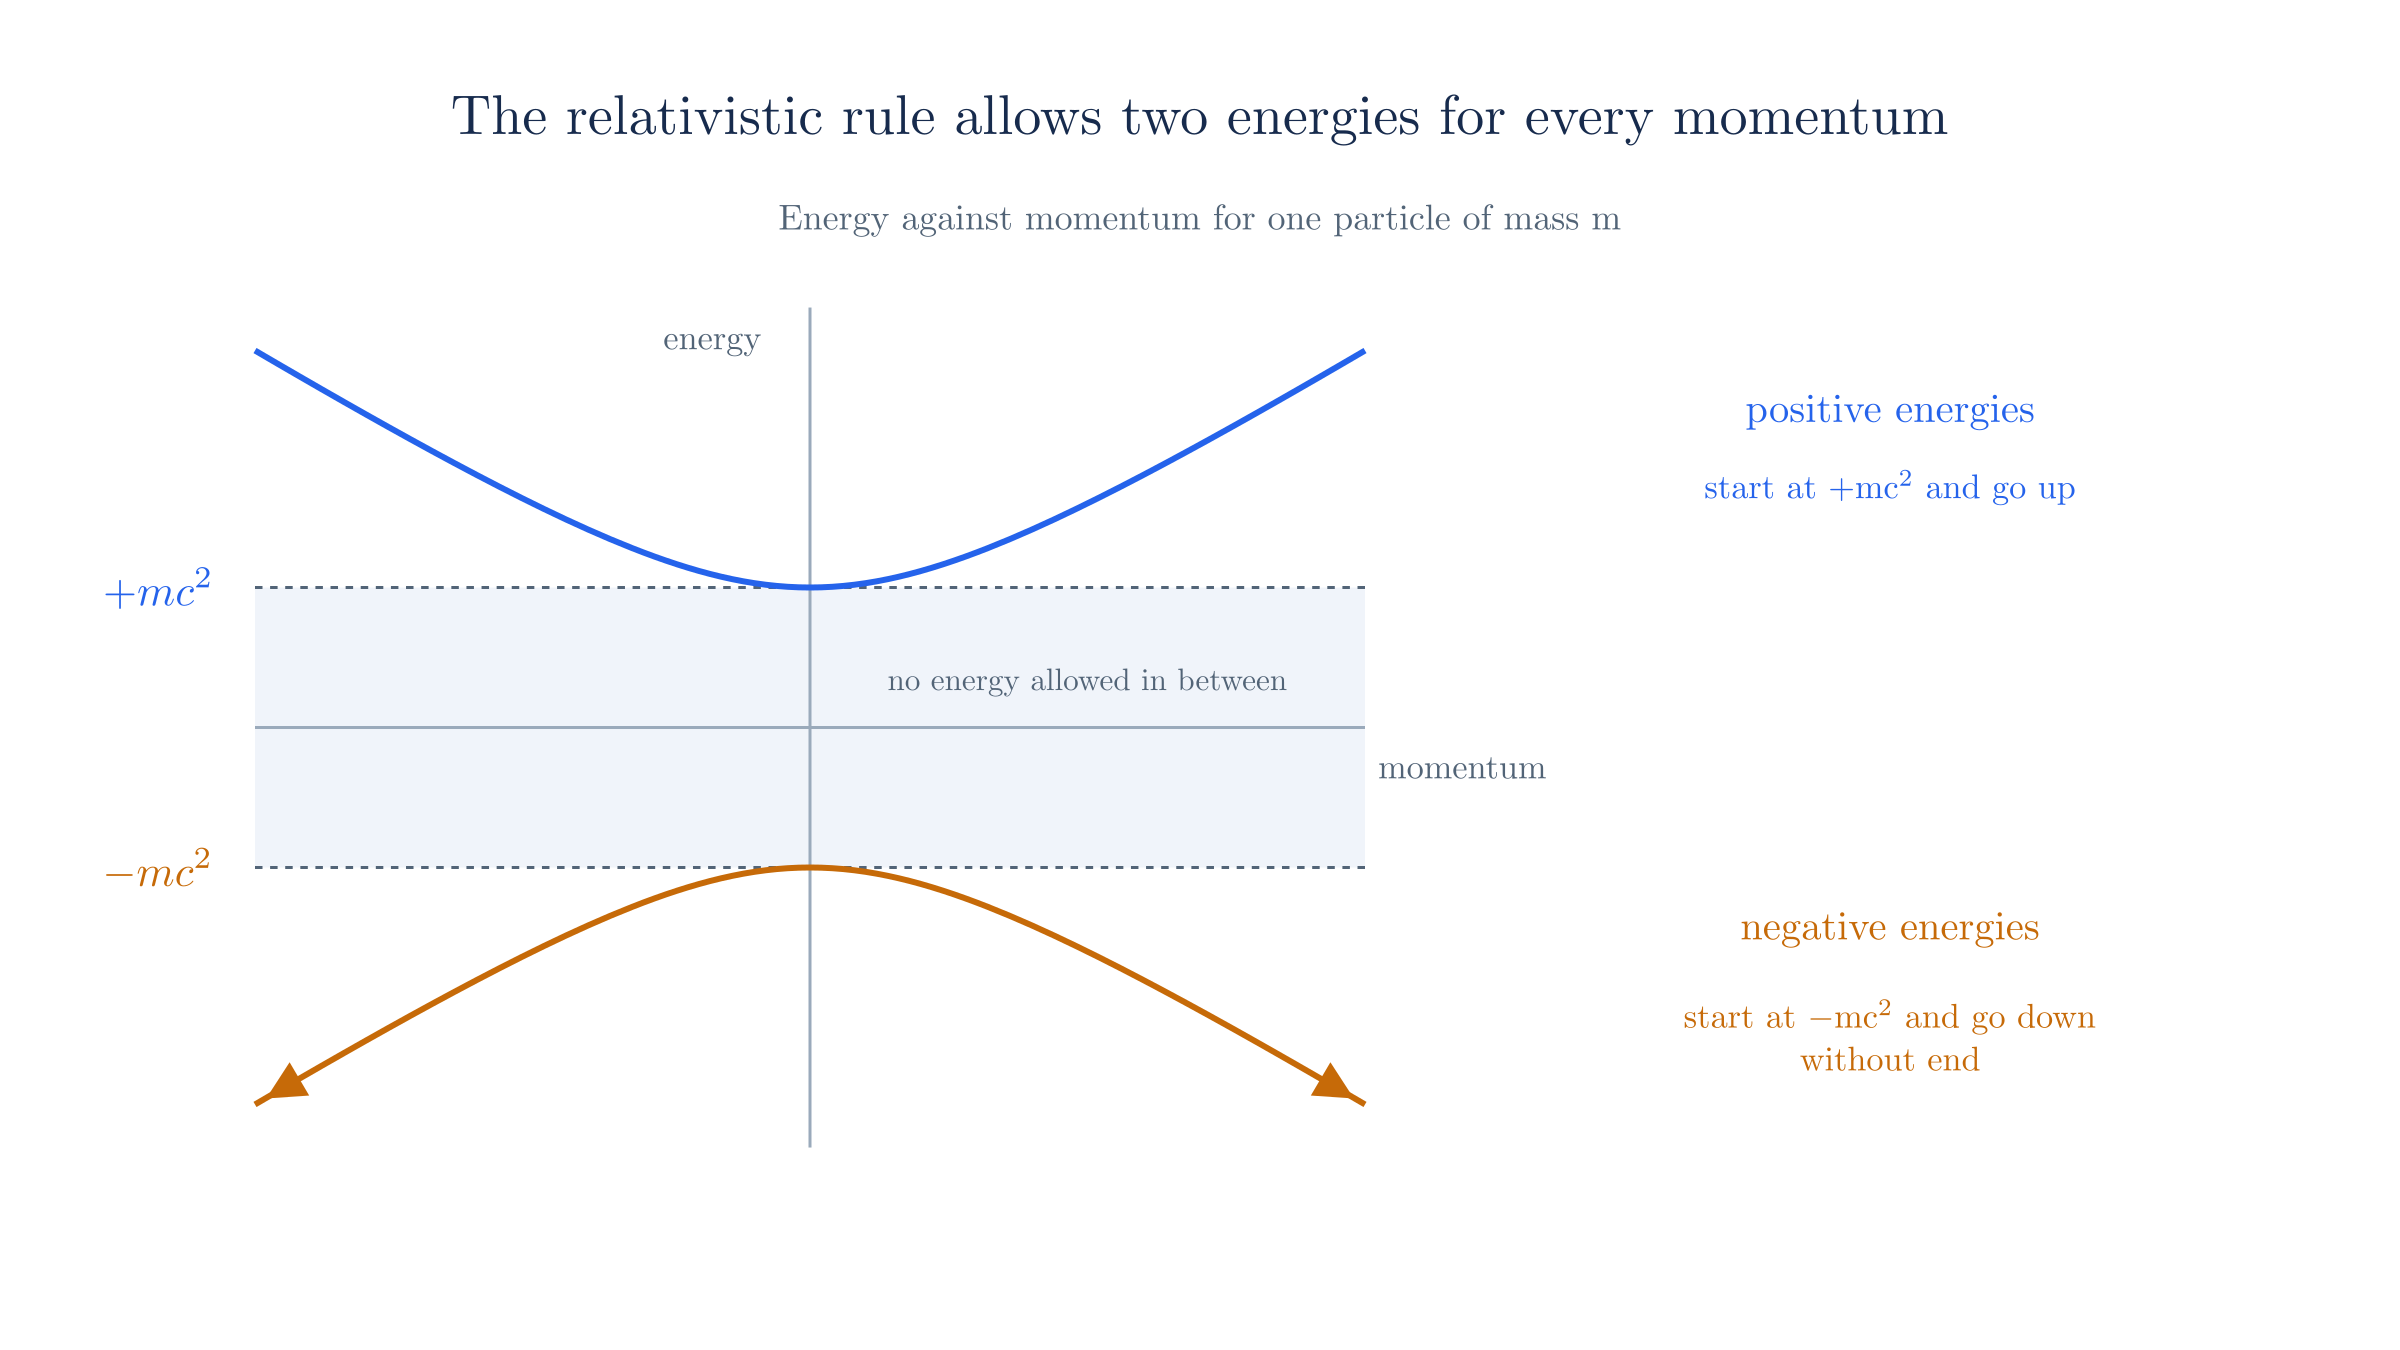 The relativistic rule allows two energies for every momentum
Energy against momentum for one particle of mass m
energy
positive energies
start at +mc² and go up
+mc²
no energy allowed in between
momentum
−mc²
negative energies
start at −mc² and go down
without end